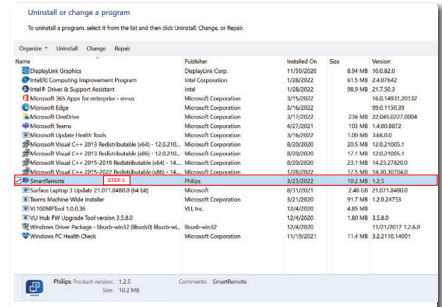 Uninstall or change a program
To uninstall a program, select it from the list and then click Uninstall, Change, or Repair.
Organize Uninstall Change Repair
Name Publisher Installed On Size Version
DisplayLink Graphics DisplayLink Corp. 11/30/2020 8.94 MB 10.0.82.0
Intel(R) Computing Improvement Program Intel Corporation 1/28/2022 61.5 MB 2.4.07642
Intel® Driver & Support Assistant Intel 1/28/2022 98.9 MB 21.7.50.3
Microsoft 365 Apps for enterprise - en-us Microsoft Corporation 3/15/2022 16.0.14931.20132
Microsoft Edge Microsoft Corporation 3/16/2022 99.0.1150.39
Microsoft OneDrive Microsoft Corporation 3/17/2022 236 MB 22.045.0227.0004
Microsoft Teams Microsoft Corporation 4/27/2021 103 MB 1.4.00.8872
Microsoft Update Health Tools Microsoft Corporation 3/16/2022 1.00 MB 3.66.0.0
Microsoft Visual C++ 2013 Redistributable (x64) - 12.0.210... Microsoft Corporation 8/20/2020 20.5 MB 12.0.21005.1
Microsoft Visual C++ 2013 Redistributable (x86) - 12.0.210... Microsoft Corporation 8/20/2020 17.1 MB 12.0.21005.1
Microsoft Visual C++ 2015-2019 Redistributable (x64) - 14... Microsoft Corporation 8/20/2020 23.1 MB 14.23.27820.0
Microsoft Visual C++ 2015-2022 Redistributable (x86) - 14... Microsoft Corporation 1/28/2022 17.5 MB 14.30.30704.0
SmartRemote STEP 3 Philips 3/23/2022 10.2 MB 1.2.5
Surface Laptop 3 Update 21.071.8480.0 (64 bit) Microsoft 8/31/2021 2.48 GB 21.071.8480.0
Teams Machine-Wide Installer Microsoft Corporation 3/21/2020 91.7 MB 1.2.0.24753
VL100MPTool 1.0.0.36 VLI, Inc. 12/4/2020 4.85 MB
VLI Hub FW Upgrade Tool version 3.5.8.0 12/4/2020 1.80 MB 3.5.8.0
Windows Driver Package - libusb-win32 (libusb0) libusb-wi... libusb-win32 12/4/2020 11/21/2017 1.2.6.0
Windows PC Health Check Microsoft Corporation 11/19/2021 11.4 MB 3.2.2110.14001
Philips Product version: 1.2.5 Comments: SmartRemote
Size: 10.2 MB